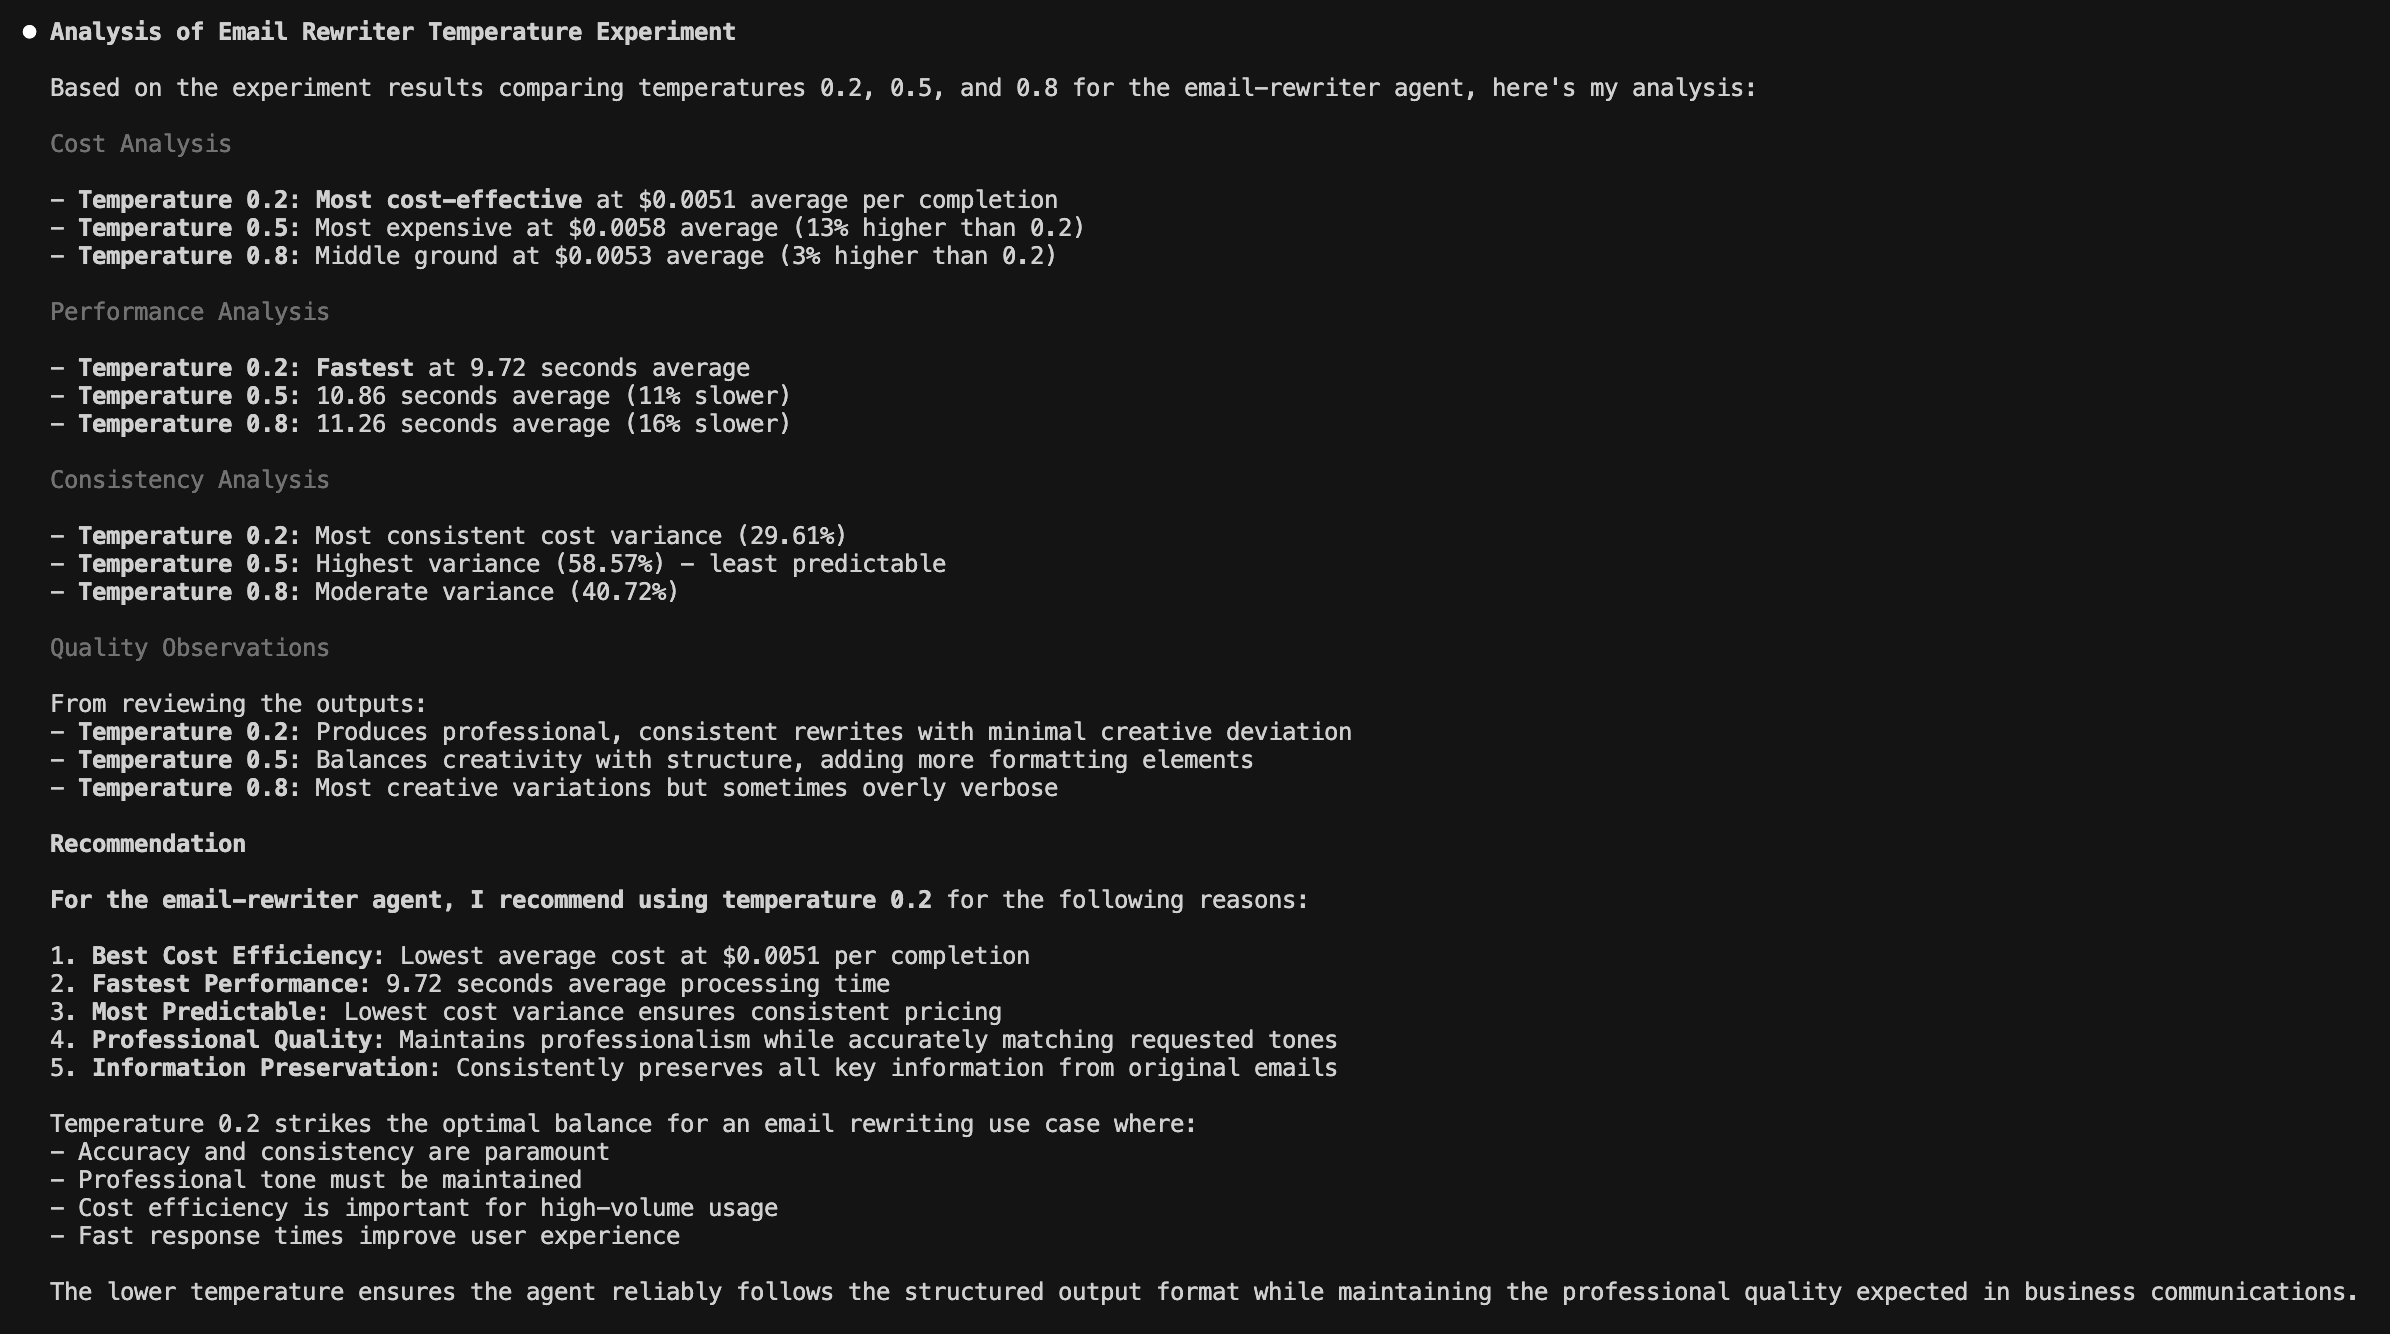 ● Analysis of Email Rewriter Temperature Experiment
Based on the experiment results comparing temperatures 0.2, 0.5, and 0.8 for the email-rewriter agent, here's my analysis:
Cost Analysis
- Temperature 0.2: Most cost-effective at $0.0051 average per completion
- Temperature 0.5: Most expensive at $0.0058 average (13% higher than 0.2)
- Temperature 0.8: Middle ground at $0.0053 average (3% higher than 0.2)
Performance Analysis
- Temperature 0.2: Fastest at 9.72 seconds average
- Temperature 0.5: 10.86 seconds average (11% slower)
- Temperature 0.8: 11.26 seconds average (16% slower)
Consistency Analysis
- Temperature 0.2: Most consistent cost variance (29.61%)
- Temperature 0.5: Highest variance (58.57%) - least predictable
- Temperature 0.8: Moderate variance (40.72%)
Quality Observations
From reviewing the outputs:
- Temperature 0.2: Produces professional, consistent rewrites with minimal creative deviation
- Temperature 0.5: Balances creativity with structure, adding more formatting elements
- Temperature 0.8: Most creative variations but sometimes overly verbose
Recommendation
For the email-rewriter agent, I recommend using temperature 0.2 for the following reasons:
1. Best Cost Efficiency: Lowest average cost at $0.0051 per completion
2. Fastest Performance: 9.72 seconds average processing time
3. Most Predictable: Lowest cost variance ensures consistent pricing
4. Professional Quality: Maintains professionalism while accurately matching requested tones
5. Information Preservation: Consistently preserves all key information from original emails
Temperature 0.2 strikes the optimal balance for an email rewriting use case where:
- Accuracy and consistency are paramount
- Professional tone must be maintained
- Cost efficiency is important for high-volume usage
- Fast response times improve user experience
The lower temperature ensures the agent reliably follows the structured output format while maintaining the professional quality expected in business communications.